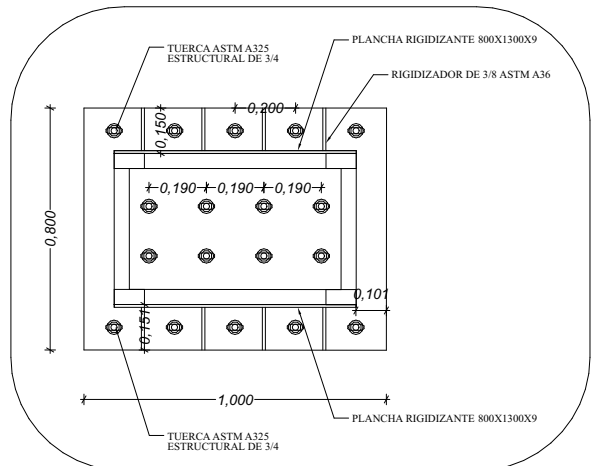 TUERCA ASTM A325
ESTRUCTURAL DE 3/4
PLANCHA RIGIDIZANTE 800X1300X9
RIGIDIZADOR DE 3/8 ASTM A36
0,200
0,150
0,190 0,190 0,190
0,800
0,101
0,151
1,000
PLANCHA RIGIDIZANTE 800X1300X9
TUERCA ASTM A325
ESTRUCTURAL DE 3/4